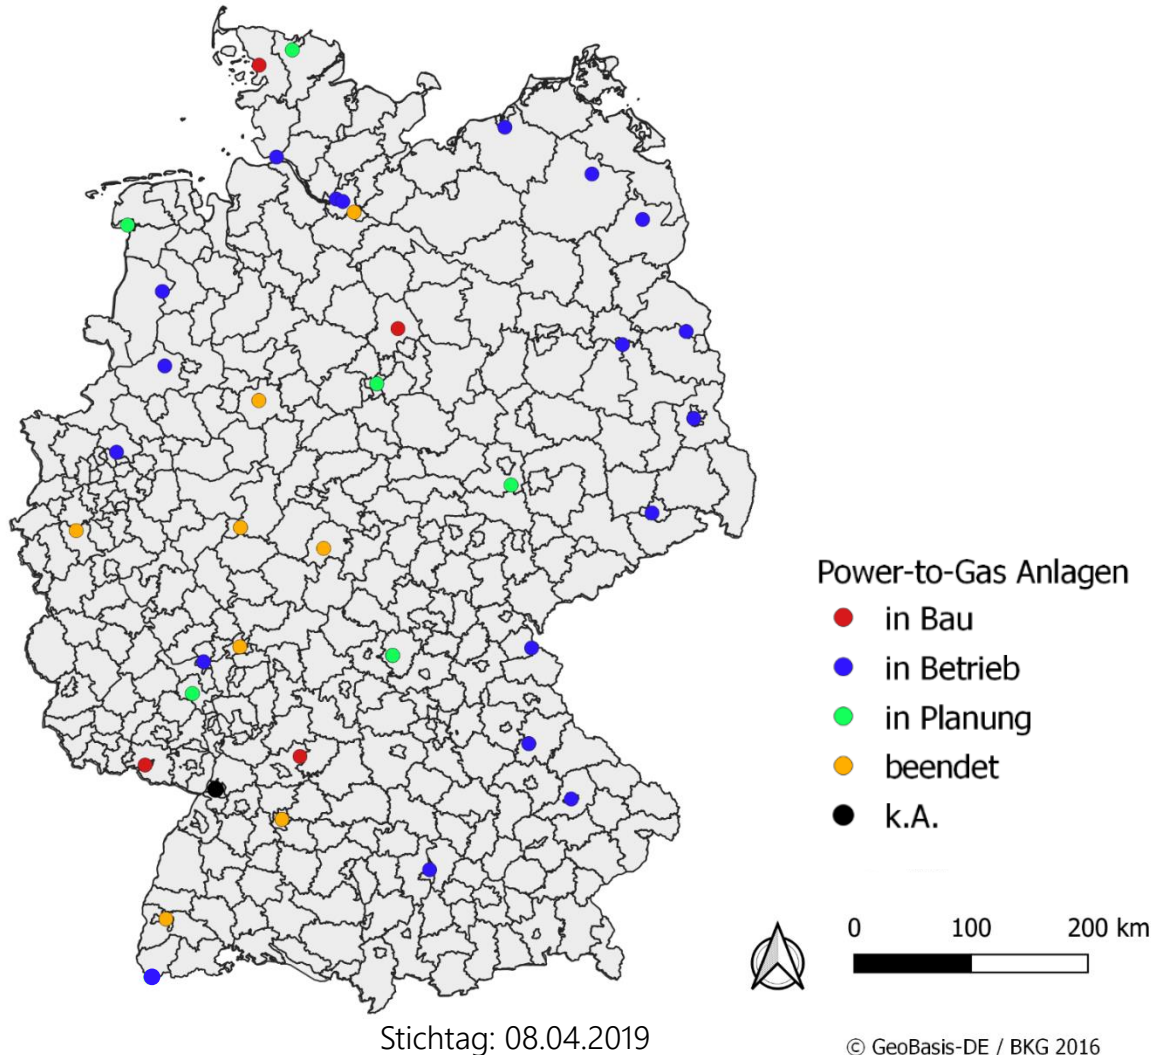 Power-to-Gas Anlagen
in Bau
in Betrieb
in Planung
beendet
k.A.
0 100 200 km
Stichtag: 08.04.2019
© GeoBasis-DE / BKG 2016